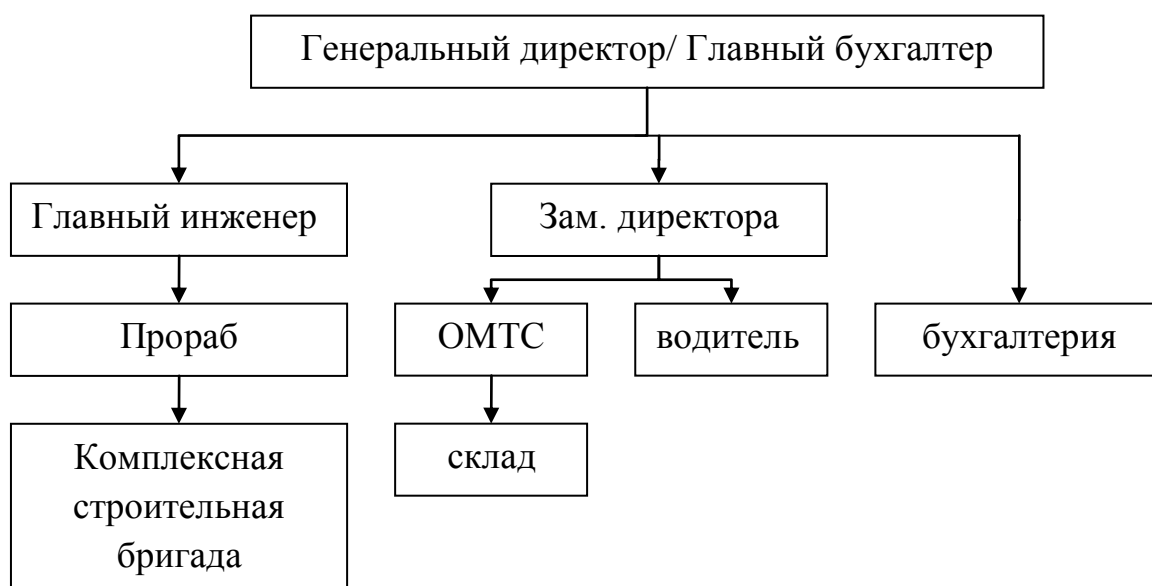 Генеральный директор/ Главный бухгалтер
Главный инженер
Зам. директора
Прораб
ОМТС
водитель
бухгалтерия
Комплексная
строительная
бригада
склад